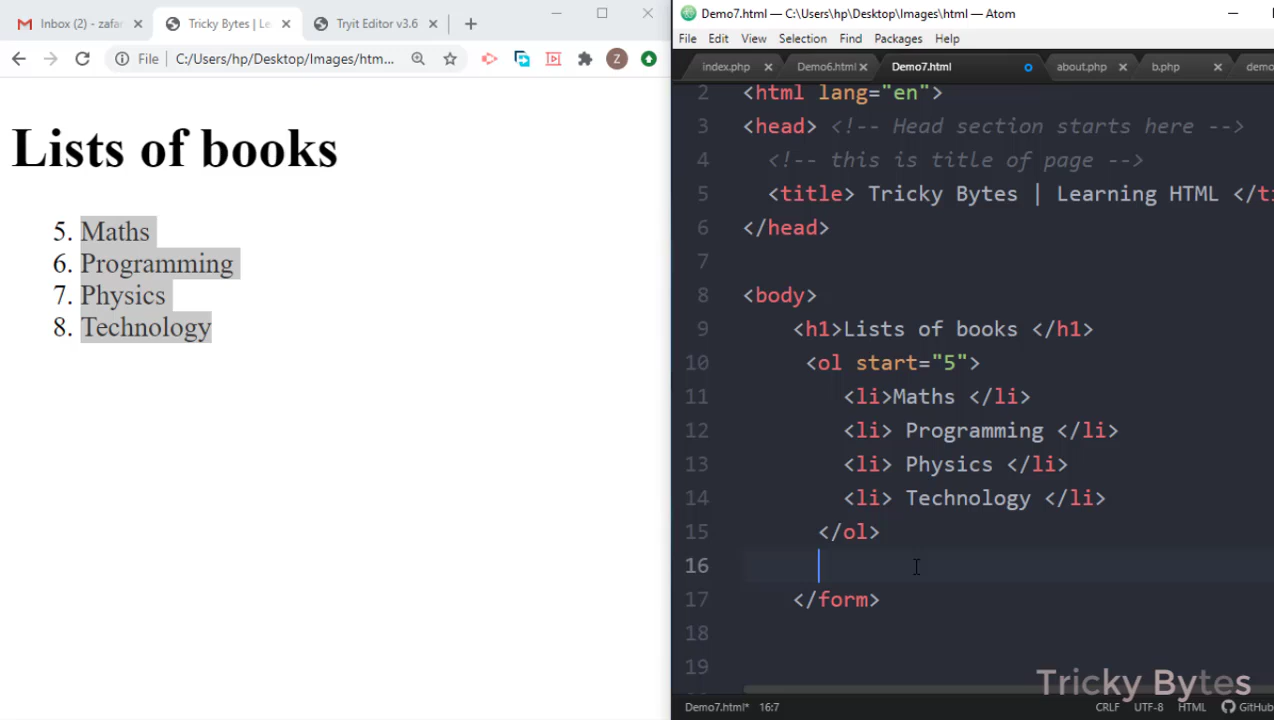 Inbox (2) - zafar
Tricky Bytes | Le
Tryit Editor v3.6
File C:/Users/hp/Desktop/Images/htm...
Z
Lists of books
5. Maths
6. Programming
7. Physics
8. Technology
Demo7.html — C:\Users\hp\Desktop\Images\html — Atom
File Edit View Selection Find Packages Help
index.php Demo6.html Demo7.html about.php b.php demo
2 <html lang="en">
3 <head> <!-- Head section starts here -->
4 <!-- this is title of page -->
5 <title> Tricky Bytes | Learning HTML </ti
6 </head>
7
8 <body>
9 <h1>Lists of books </h1>
10 <ol start="5">
11 <li>Maths </li>
12 <li> Programming </li>
13 <li> Physics </li>
14 <li> Technology </li>
15 </ol>
16
17 </form>
18
19
Tricky Bytes
Demo7.html* 16:7 CRLF UTF-8 HTML GitHub